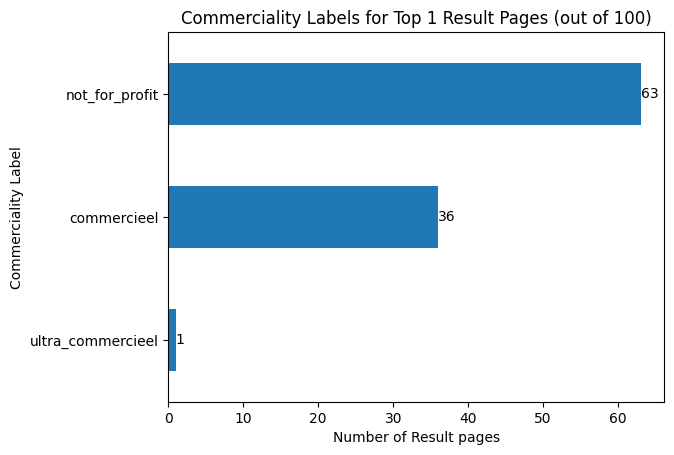 Commerciality Labels for Top 1 Result Pages (out of 100)
not_for_profit
63
commercieel
36
ultra_commercieel
1
Commerciality Label
0 10 20 30 40 50 60
Number of Result pages